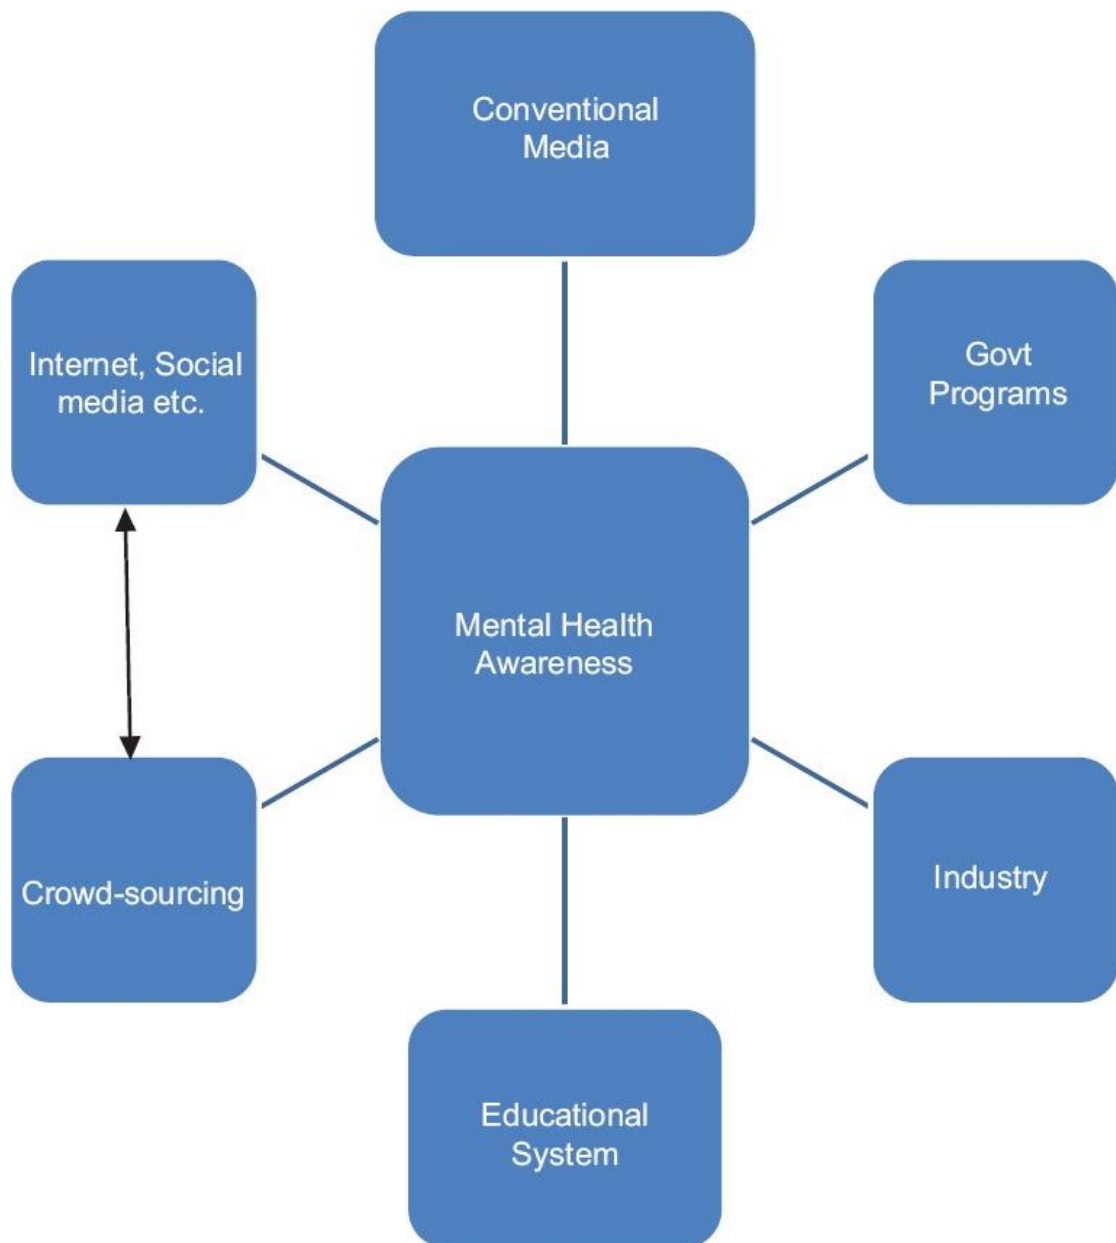 Conventional
Media
Internet, Social
media etc.
Govt
Programs
Mental Health
Awareness
Crowd-sourcing
Industry
Educational
System